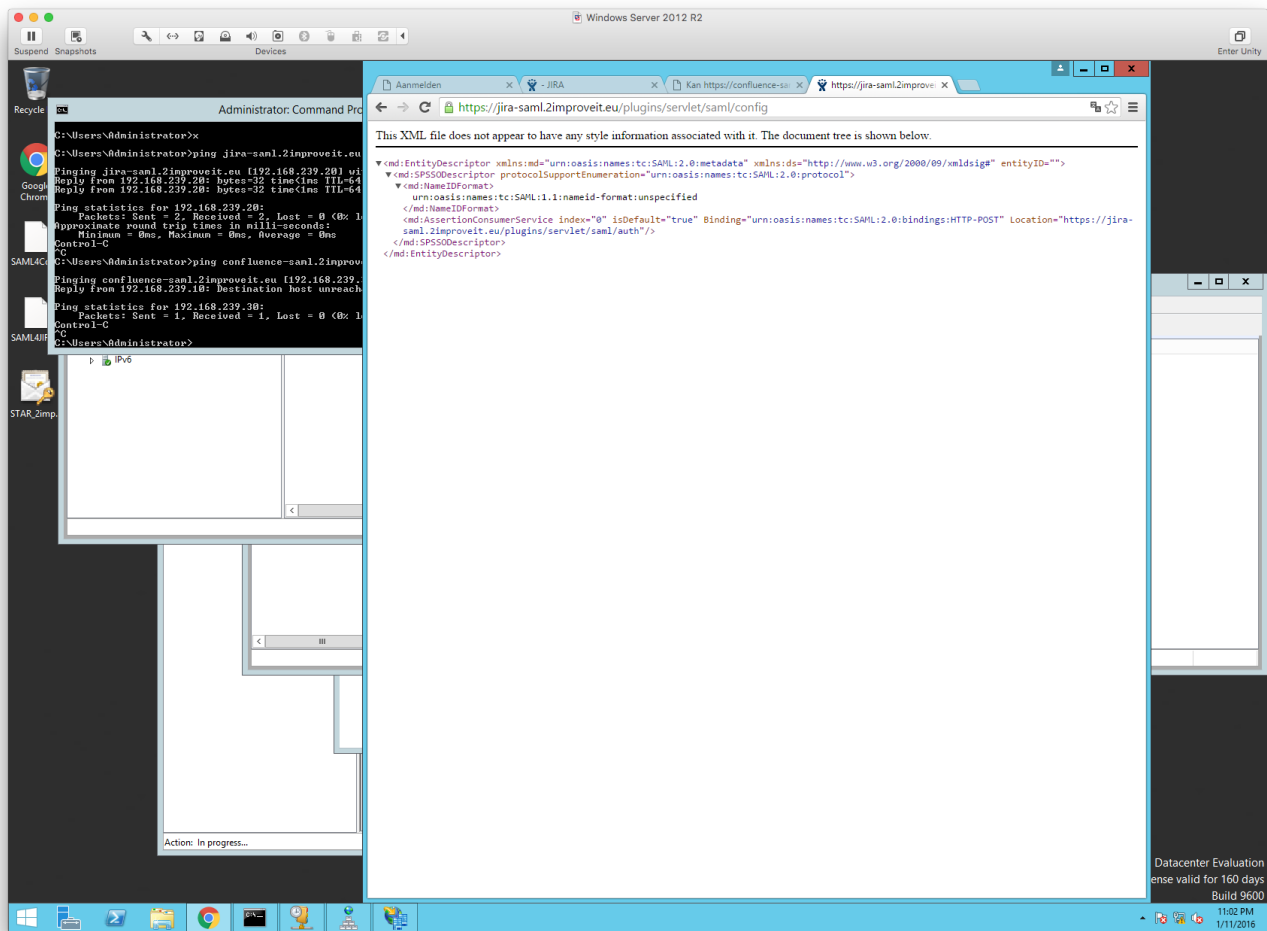 Windows Server 2012 R2
Suspend Snapshots Devices Enter Unity
Aanmelden - JIRA Kan https://confluence-sa https://jira-saml.2improve
https://jira-saml.2improveit.eu/plugins/servlet/saml/config
This XML file does not appear to have any style information associated with it. The document tree is shown below.
<md:EntityDescriptor xmlns:md="urn:oasis:names:tc:SAML:2.0:metadata" xmlns:ds="http://www.w3.org/2000/09/xmldsig#" entityID="">
<md:SPSSODescriptor protocolSupportEnumeration="urn:oasis:names:tc:SAML:2.0:protocol">
<md:NameIDFormat>
urn:oasis:names:tc:SAML:1.1:nameid-format:unspecified
</md:NameIDFormat>
<md:AssertionConsumerService index="0" isDefault="true" Binding="urn:oasis:names:tc:SAML:2.0:bindings:HTTP-POST" Location="https://jira-
saml.2improveit.eu/plugins/servlet/saml/auth"/>
</md:SPSSODescriptor>
</md:EntityDescriptor>
Recycle
Google
Chrom
SAML4C
SAML4JIR
STAR_2imp.
Administrator: Command Pro
C:\Users\Administrator>x
C:\Users\Administrator>ping jira-saml.2improveit.eu
Pinging jira-saml.2improveit.eu [192.168.239.20] wi
Reply from 192.168.239.20: bytes=32 time<1ms TTL=64
Reply from 192.168.239.20: bytes=32 time<1ms TTL=64
Ping statistics for 192.168.239.20:
Packets: Sent = 2, Received = 2, Lost = 0 (0% l
Approximate round trip times in milli-seconds:
Minimum = 0ms, Maximum = 0ms, Average = 0ms
Control-C
^C
C:\Users\Administrator>ping confluence-saml.2improv
Pinging confluence-saml.2improveit.eu [192.168.239.
Reply from 192.168.239.10: Destination host unreach
Ping statistics for 192.168.239.30:
Packets: Sent = 1, Received = 1, Lost = 0 (0% l
Control-C
^C
C:\Users\Administrator>
IPv6
Action: In progress...
Datacenter Evaluation
ense valid for 160 days
Build 9600
11:02 PM
1/11/2016